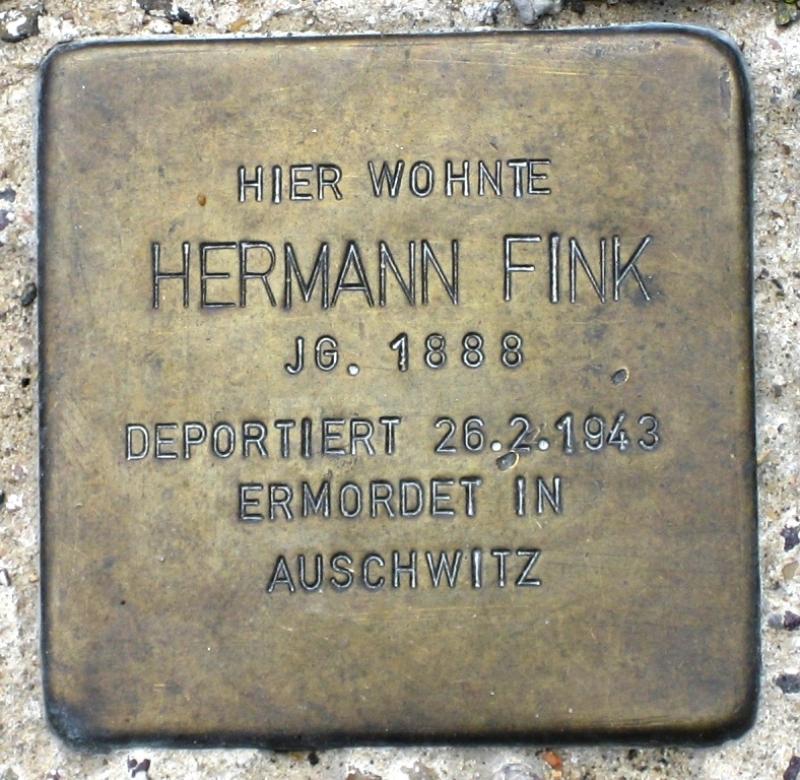 HIER WOHNTE
HERMANN FINK
JG. 1888
DEPORTIERT 26.2.1943
ERMORDET IN
AUSCHWITZ